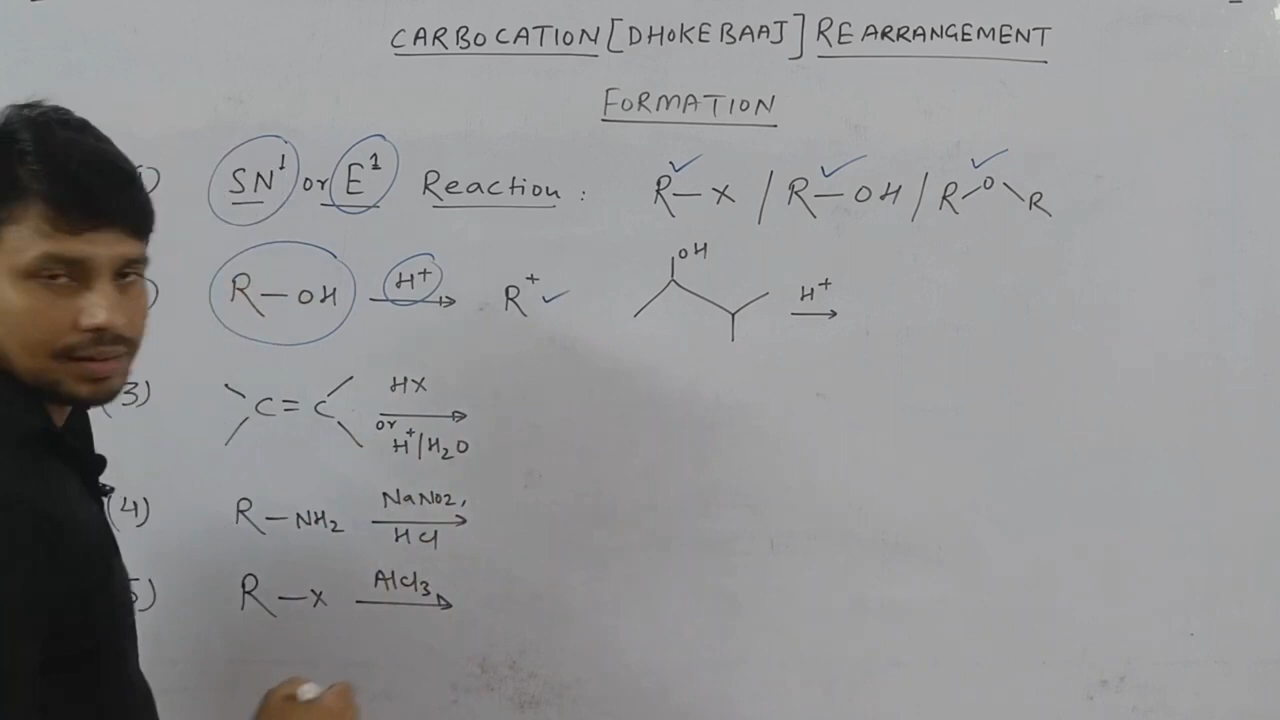 CARBOCATION [DHOKEBAAJ] REARRANGEMENT
FORMATION
) SN¹ or E¹ Reaction : R-X / R-OH / R O R
) R-OH H⁺ R⁺ OH H⁺
(3) C=C HX or H⁺/H₂O
(4) R-NH₂ NaNO₂, HCl
5) R-X AlCl₃